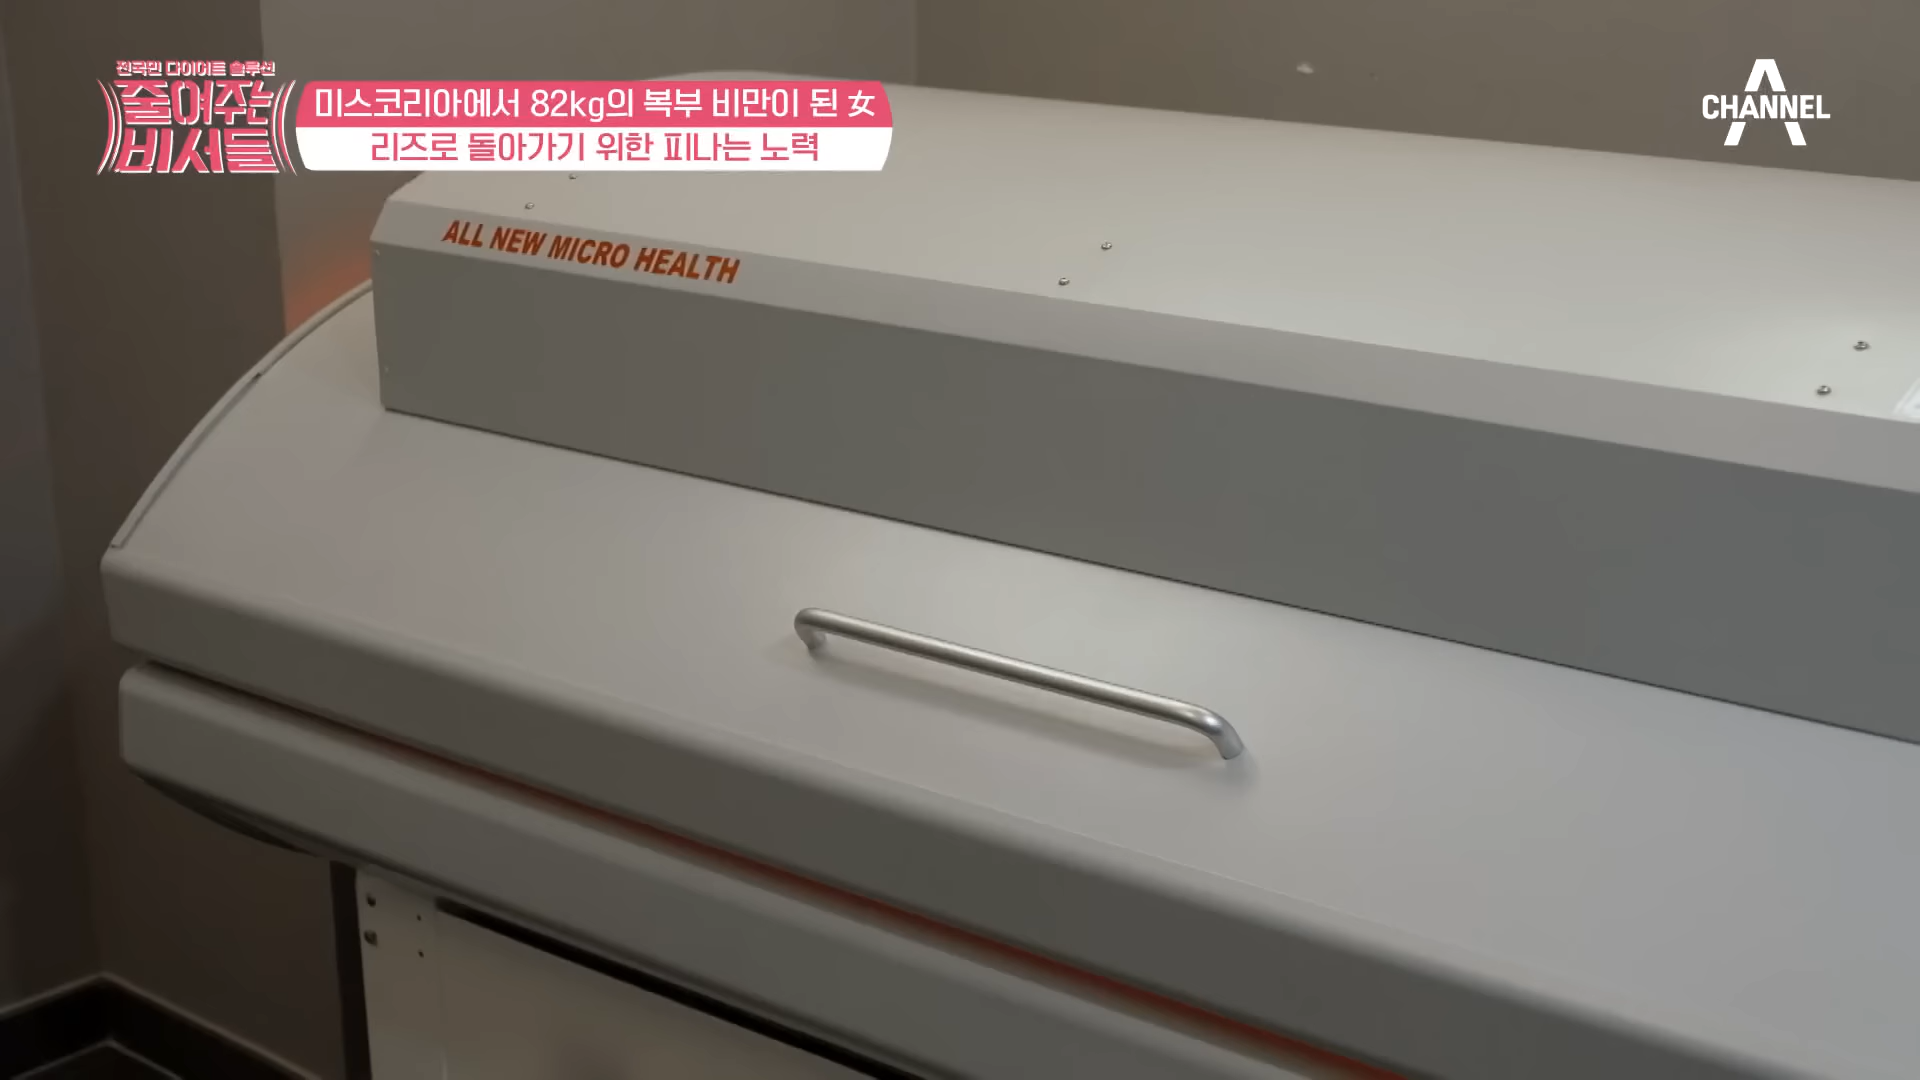 전국민 다이어트 솔루션
줄여주는
비서들
미스코리아에서 82kg의 복부 비만이 된 女
리즈로 돌아가기 위한 피나는 노력
CHANNEL A
ALL NEW MICRO HEALTH